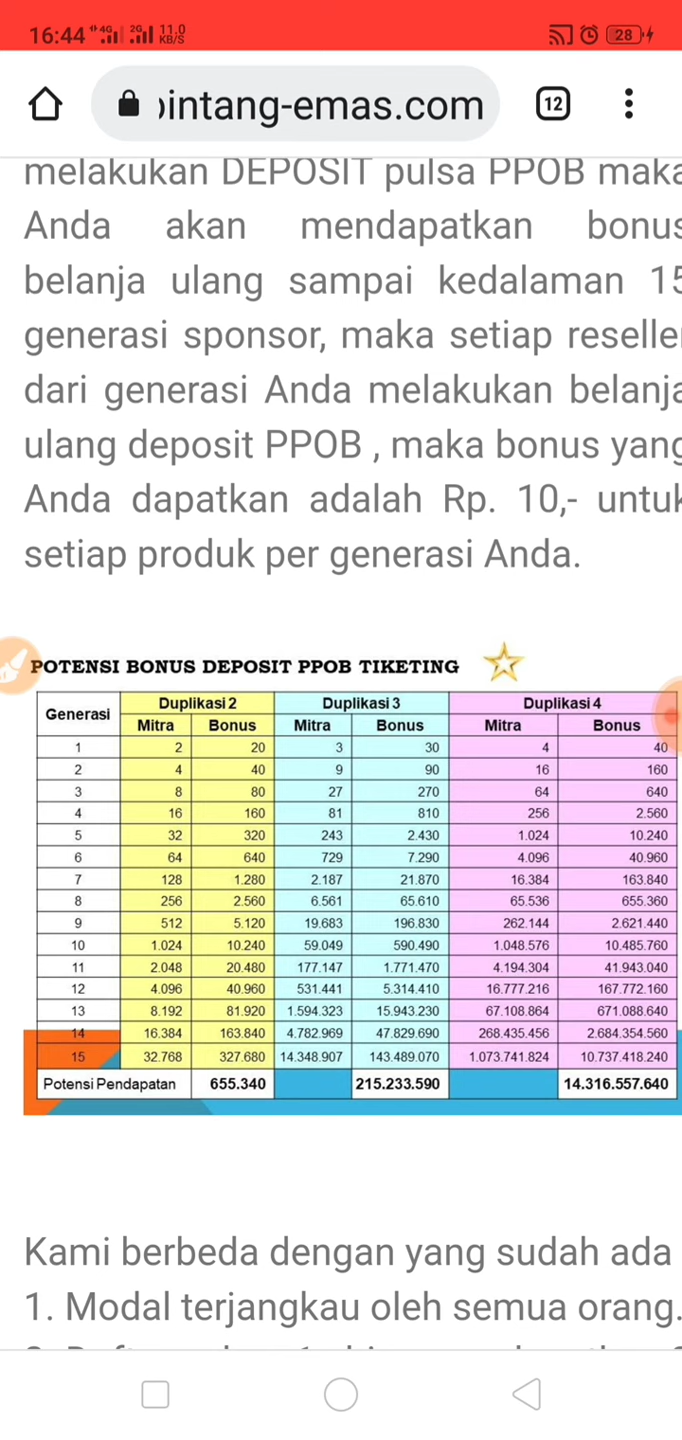 16:44 4G 2G 11.0 KB/S 28
intang-emas.com 12
melakukan DEPOSIT pulsa PPOB maka
Anda akan mendapatkan bonus
belanja ulang sampai kedalaman 15
generasi sponsor, maka setiap reseller
dari generasi Anda melakukan belanja
ulang deposit PPOB , maka bonus yang
Anda dapatkan adalah Rp. 10,- untuk
setiap produk per generasi Anda.
POTENSI BONUS DEPOSIT PPOB TIKETING
Generasi Duplikasi 2 Duplikasi 3 Duplikasi 4
Mitra Bonus Mitra Bonus Mitra Bonus
1 2 20 3 30 4 40
2 4 40 9 90 16 160
3 8 80 27 270 64 640
4 16 160 81 810 256 2.560
5 32 320 243 2.430 1.024 10.240
6 64 640 729 7.290 4.096 40.960
7 128 1.280 2.187 21.870 16.384 163.840
8 256 2.560 6.561 65.610 65.536 655.360
9 512 5.120 19.683 196.830 262.144 2.621.440
10 1.024 10.240 59.049 590.490 1.048.576 10.485.760
11 2.048 20.480 177.147 1.771.470 4.194.304 41.943.040
12 4.096 40.960 531.441 5.314.410 16.777.216 167.772.160
13 8.192 81.920 1.594.323 15.943.230 67.108.864 671.088.640
14 16.384 163.840 4.782.969 47.829.690 268.435.456 2.684.354.560
15 32.768 327.680 14.348.907 143.489.070 1.073.741.824 10.737.418.240
Potensi Pendapatan 655.340 215.233.590 14.316.557.640
Kami berbeda dengan yang sudah ada
1. Modal terjangkau oleh semua orang.